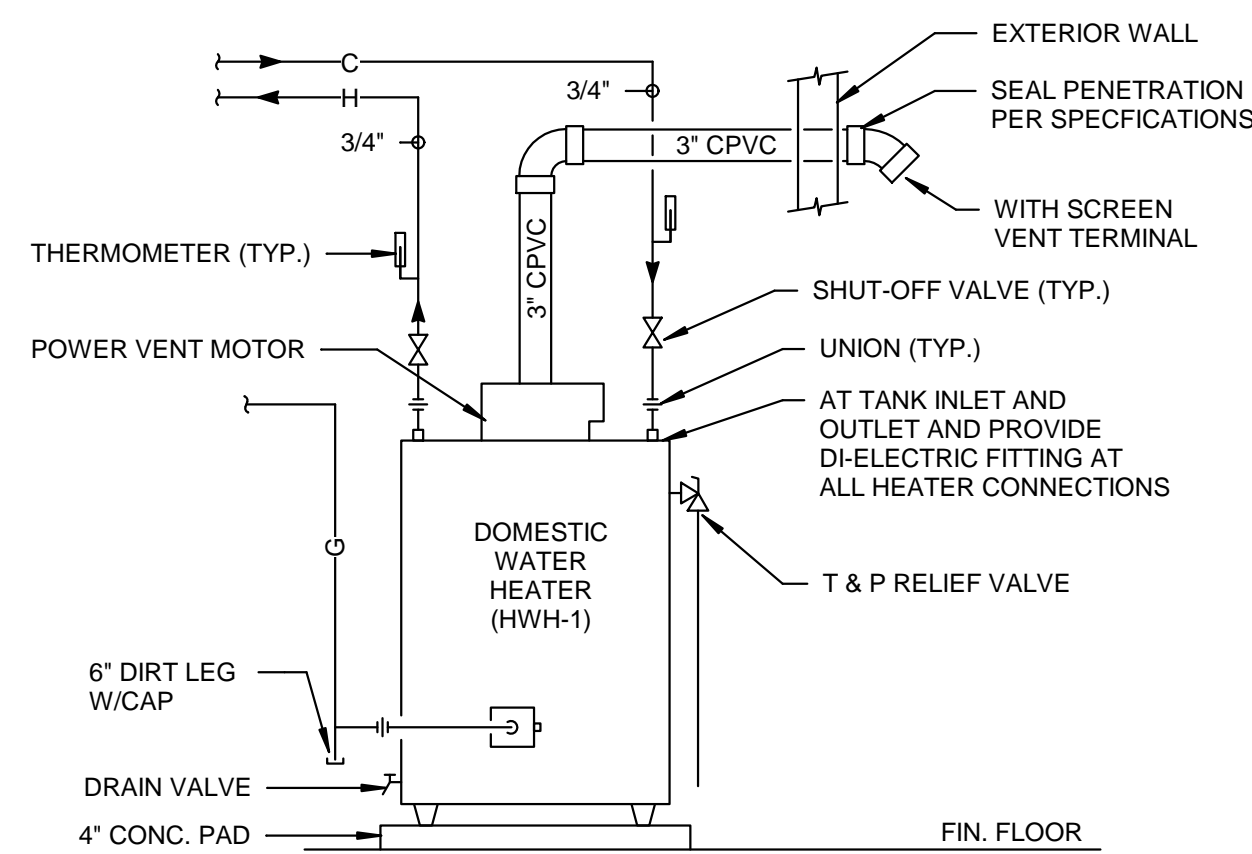 EXTERIOR WALL
C
3/4"
SEAL PENETRATION
PER SPECFICATIONS
H
3/4"
3" CPVC
WITH SCREEN
VENT TERMINAL
THERMOMETER (TYP.)
3" CPVC
SHUT-OFF VALVE (TYP.)
POWER VENT MOTOR
UNION (TYP.)
AT TANK INLET AND
OUTLET AND PROVIDE
DI-ELECTRIC FITTING AT
ALL HEATER CONNECTIONS
G
DOMESTIC
WATER
HEATER
(HWH-1)
T & P RELIEF VALVE
6" DIRT LEG
W/CAP
DRAIN VALVE
4" CONC. PAD
FIN. FLOOR